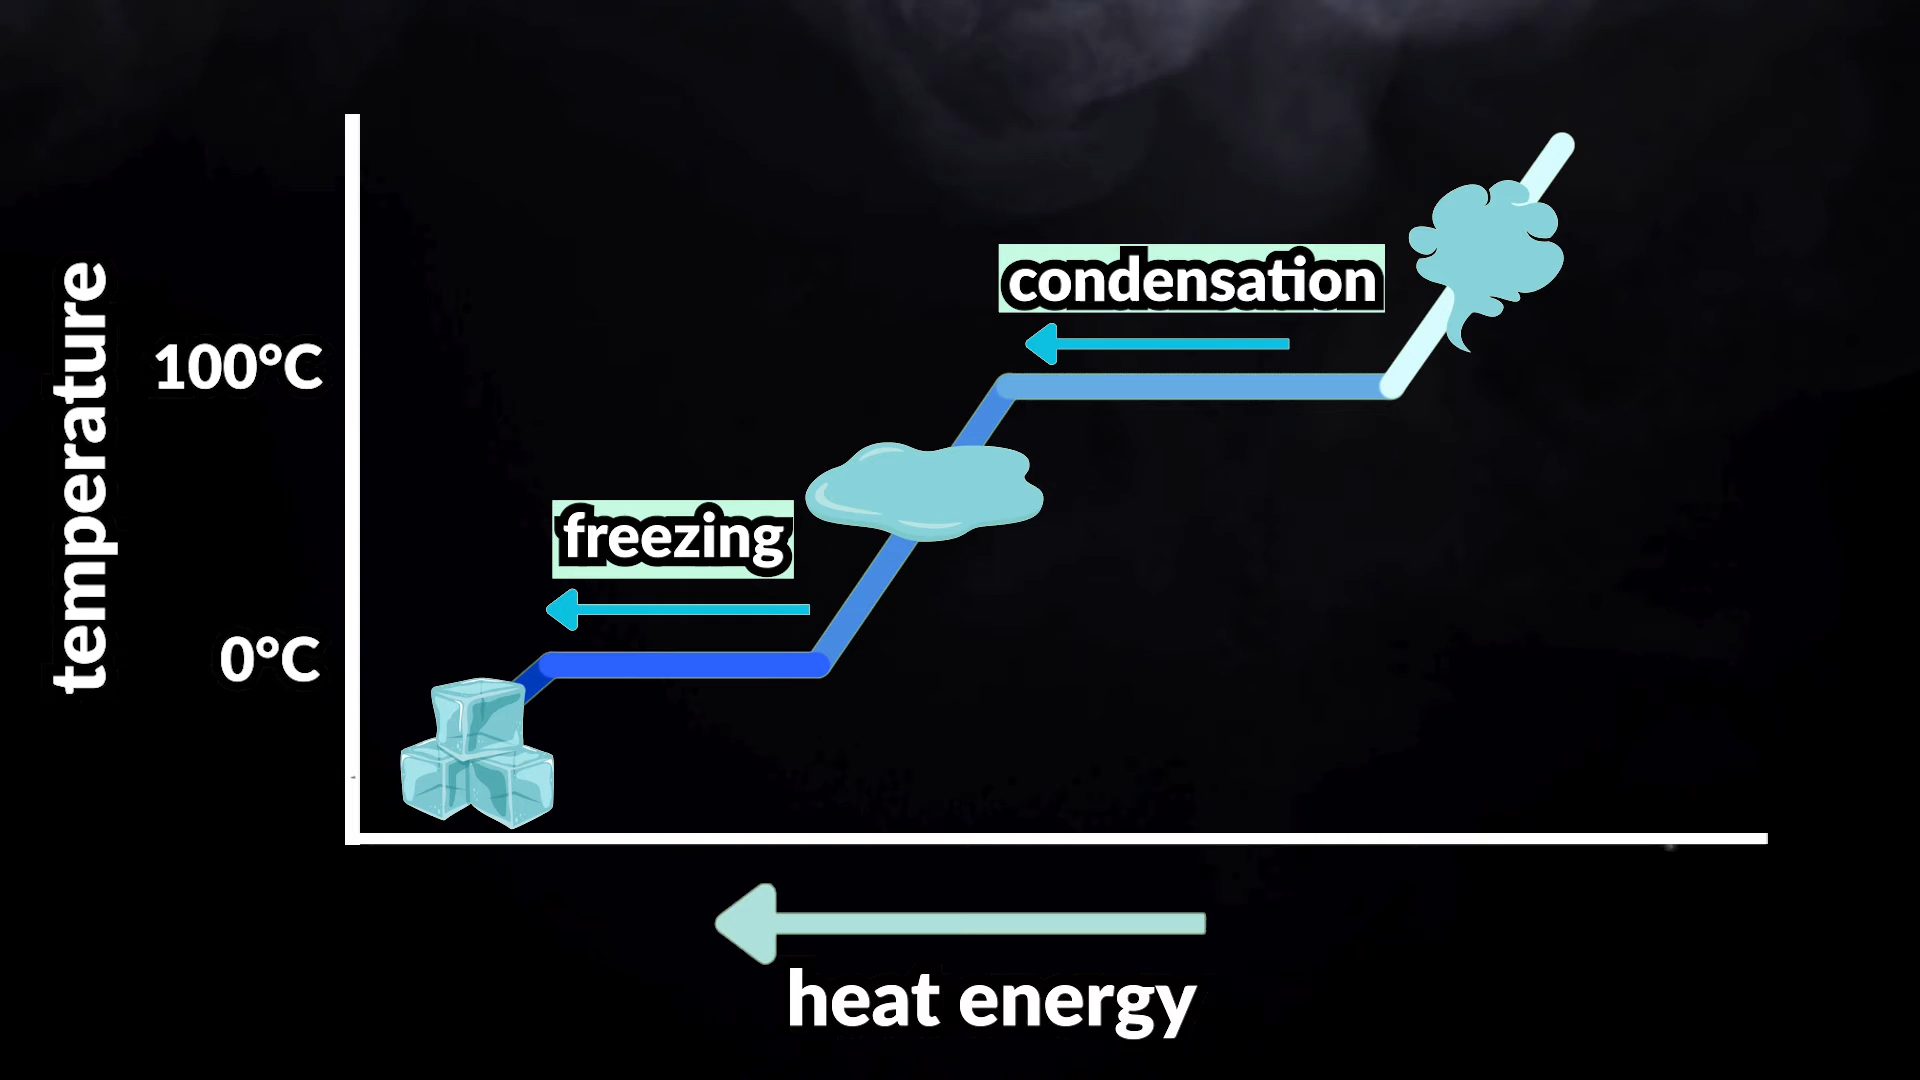 condensation
temperature
100°C
freezing
0°C
heat energy